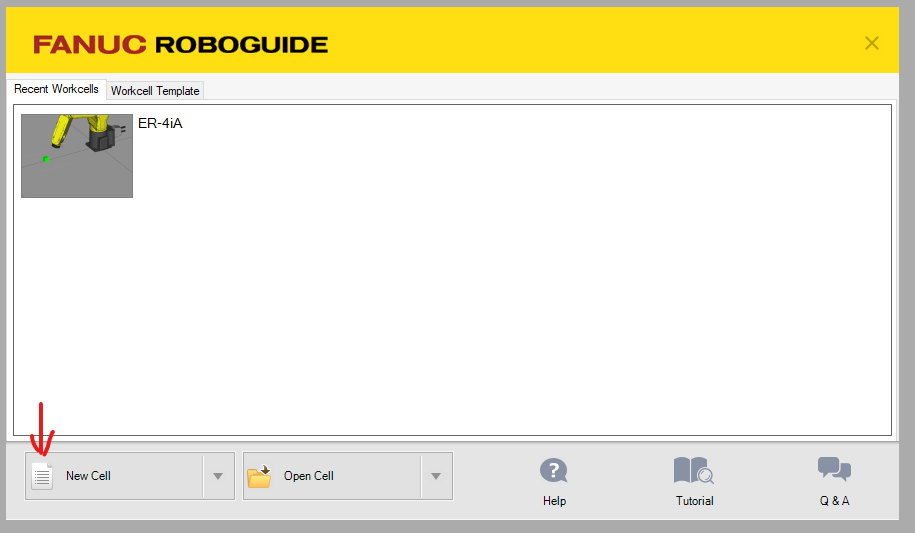 FANUC ROBOGUIDE
Recent Workcells
Workcell Template
ER-4iA
New Cell
Open Cell
Help
Tutorial
Q & A